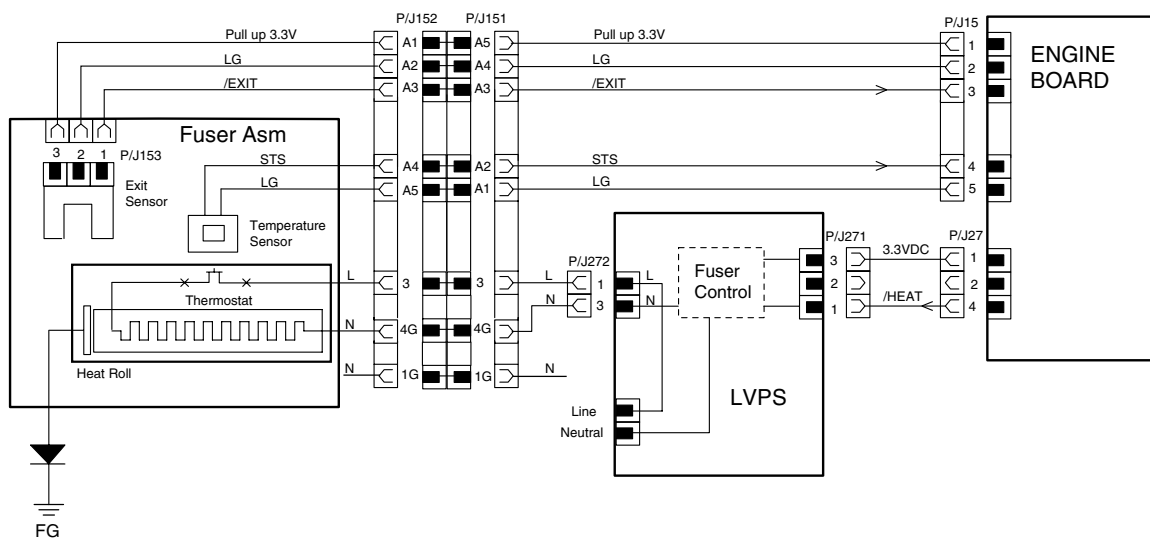 P/J152 P/J151 P/J15
Pull up 3.3V A1 A5 Pull up 3.3V 1
LG A2 A4 LG 2
/EXIT A3 A3 /EXIT 3
ENGINE
BOARD
Fuser Asm
3 2 1 P/J153
Exit
Sensor
STS A4 A2 STS 4
LG A5 A1 LG 5
Temperature
Sensor
P/J271 P/J27
P/J272
Fuser
Control
3 3.3VDC 1
2 2
1 /HEAT 4
L 3 3 L 1 L
Thermostat
N 4G 4G N 3 N
Heat Roll
N 1G 1G N
LVPS
Line
Neutral
FG